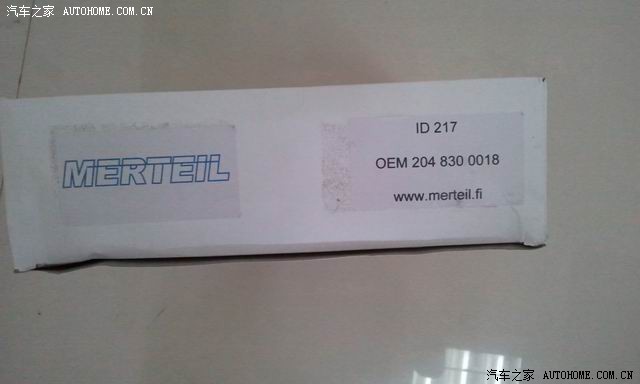 汽车之家 AUTOHOME.COM.CN
MERTEIL
ID 217
OEM 204 830 0018
www.merteil.fi
汽车之家 AUTOHOME.COM.CN